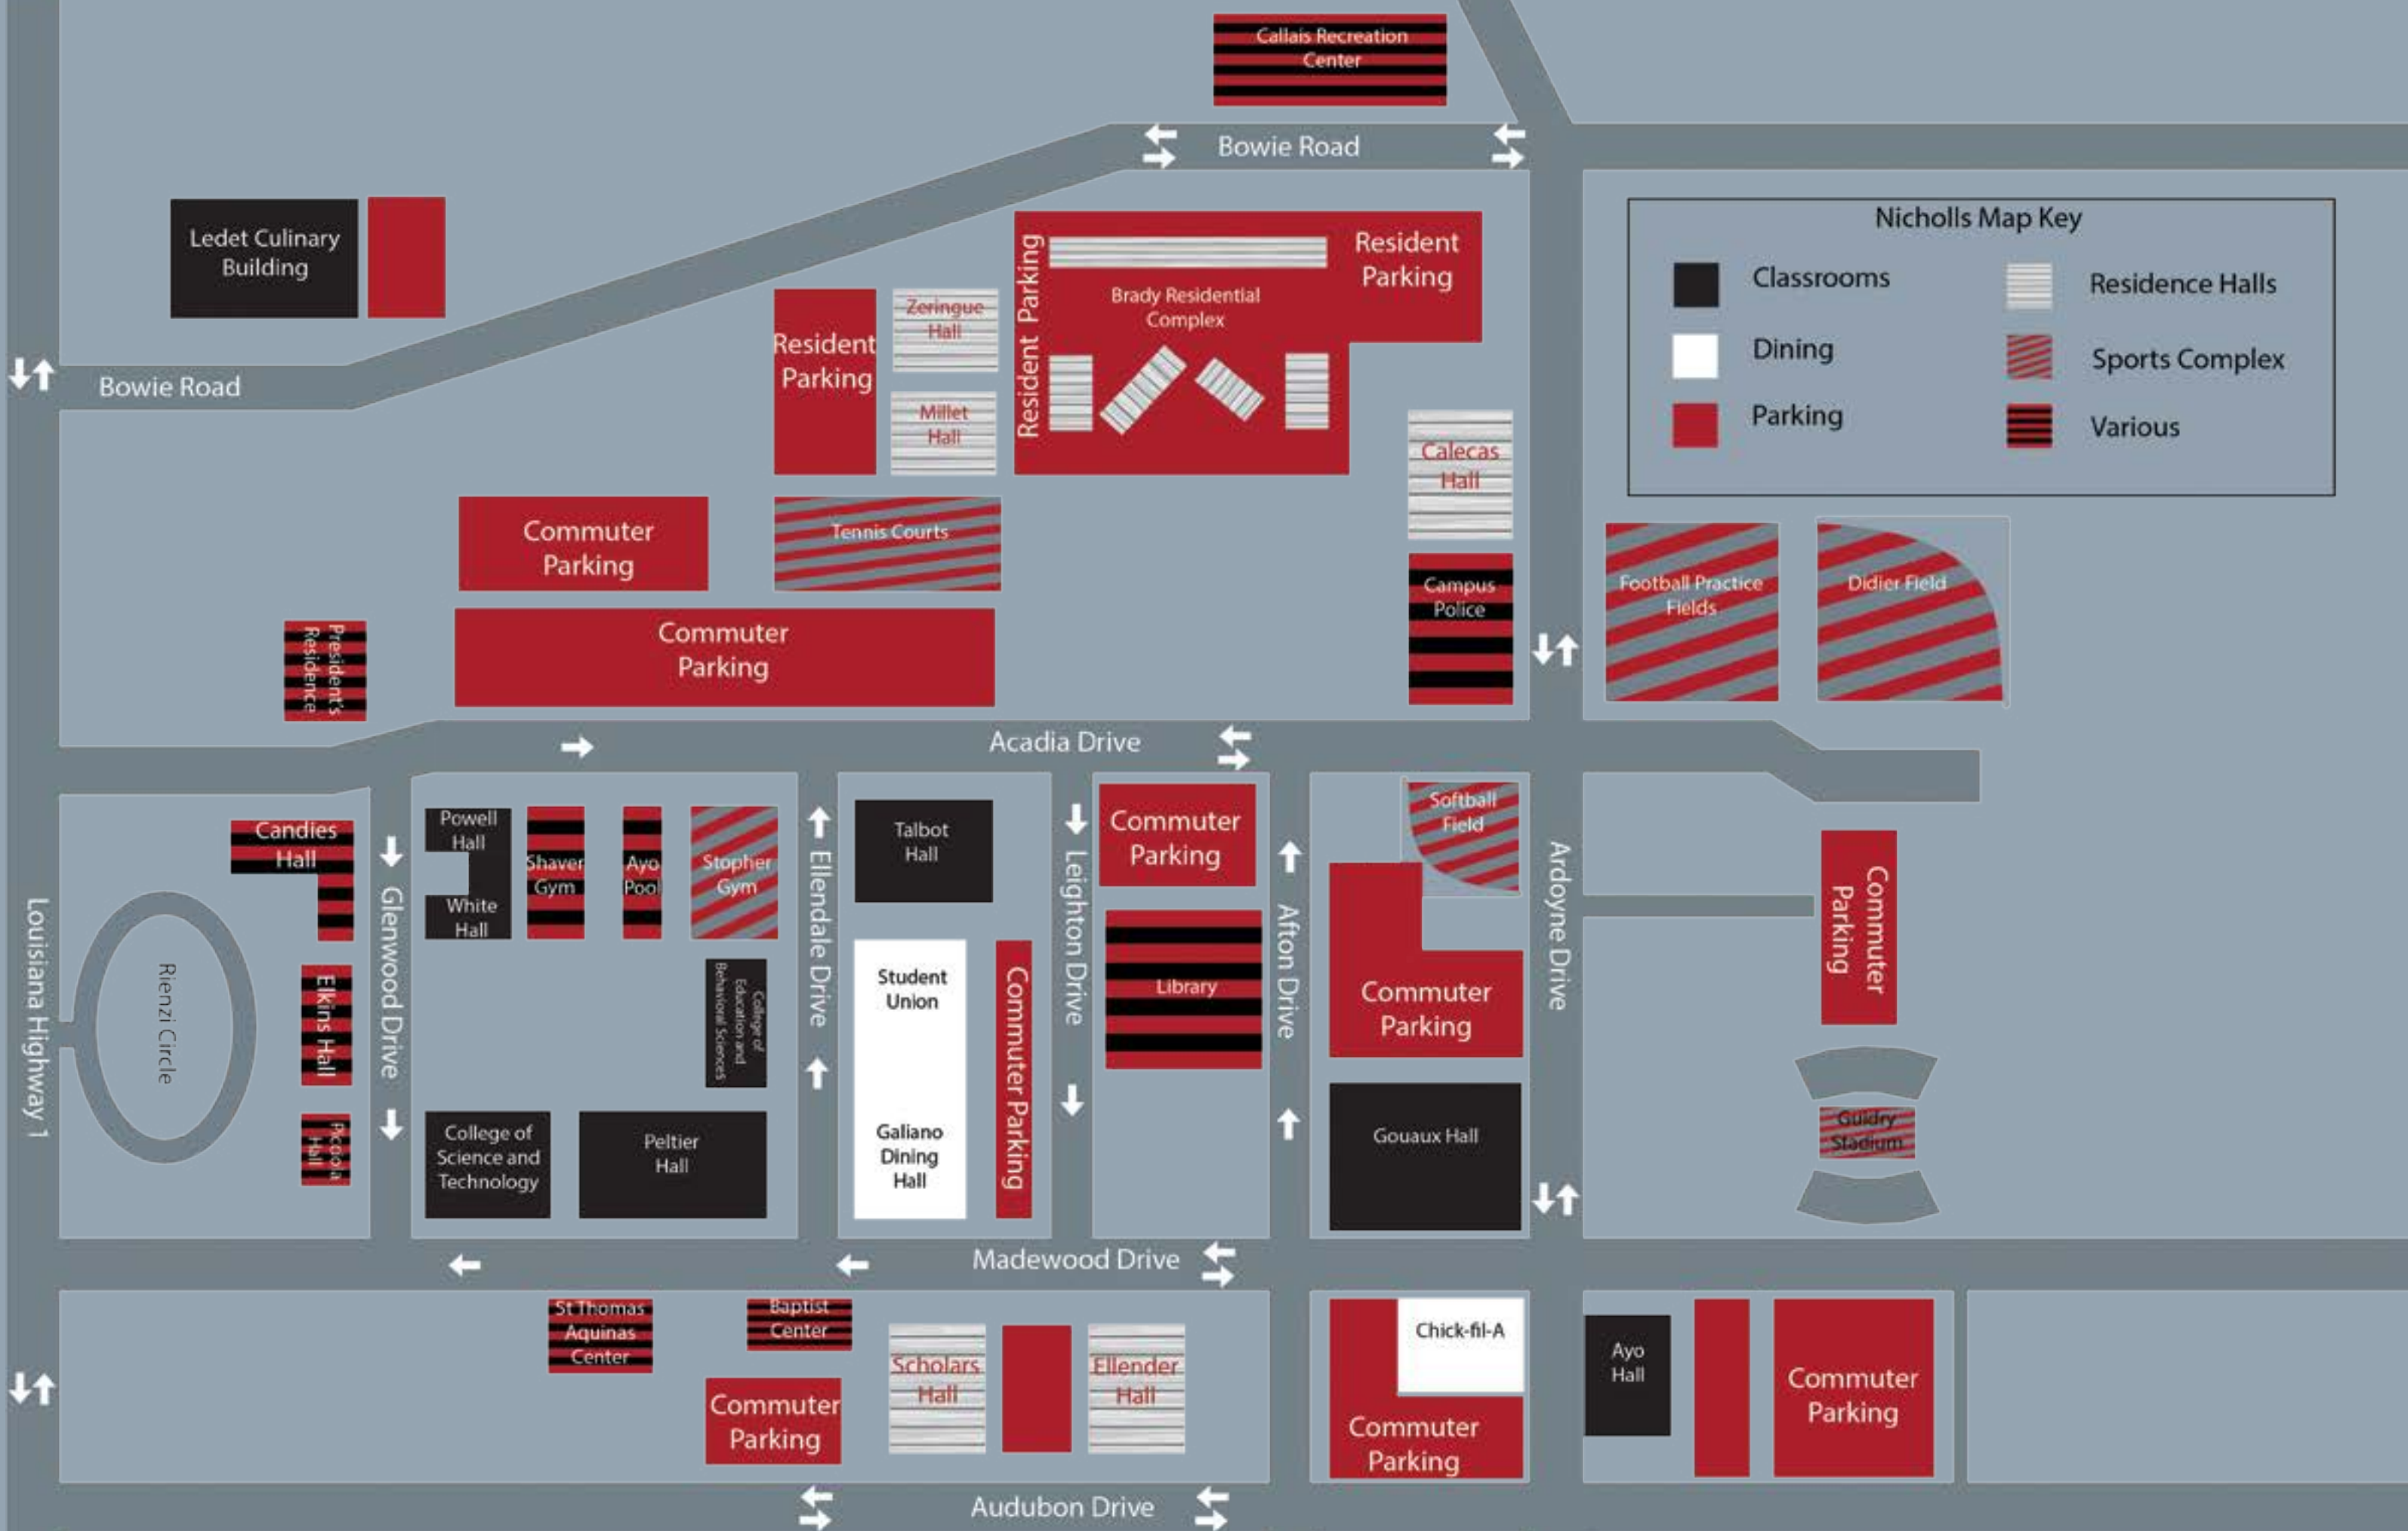 Callais Recreation
Center
Bowie Road
Nicholls Map Key
Classrooms
Residence Halls
Dining
Sports Complex
Parking
Various
Ledet Culinary
Building
Bowie Road
Resident
Parking
Zeringue
Hall
Millet
Hall
Resident Parking
Brady Residential
Complex
Resident
Parking
Calecas
Hall
Commuter
Parking
Tennis Courts
Campus
Police
Football Practice
Fields
Didier Field
President's
Residence
Commuter
Parking
Acadia Drive
Louisiana Highway 1
Rienzi Circle
Candies
Hall
Elkins Hall
Picciola
Hall
Glenwood Drive
Powell
Hall
White
Hall
Shaver
Gym
Ayo
Pool
Stopher
Gym
College of
Education and
Behavioral Sciences
College of
Science and
Technology
Peltier
Hall
Ellendale Drive
Talbot
Hall
Student
Union
Galiano
Dining
Hall
Commuter Parking
Leighton Drive
Commuter
Parking
Library
Afton Drive
Softball
Field
Commuter
Parking
Gouaux Hall
Ardoyne Drive
Commuter
Parking
Guidry
Stadium
Madewood Drive
St Thomas
Aquinas
Center
Baptist
Center
Commuter
Parking
Scholars
Hall
Ellender
Hall
Chick-fil-A
Commuter
Parking
Ayo
Hall
Commuter
Parking
Audubon Drive